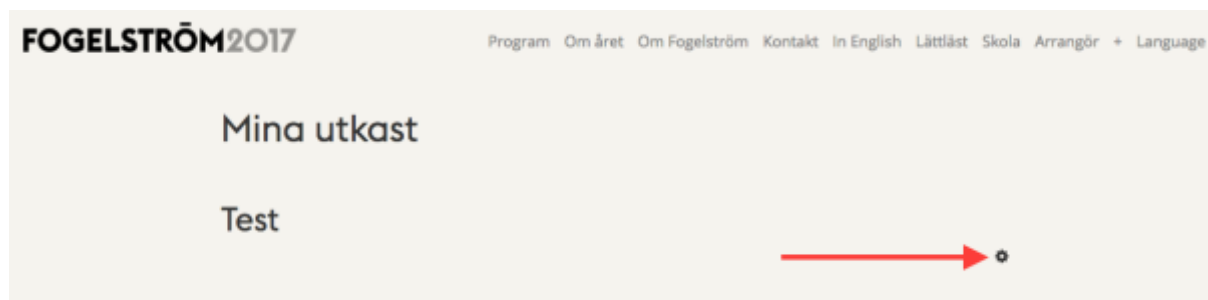 FOGELSTRÖM2017
Program Om året Om Fogelström Kontakt In English Lättläst Skola Arrangör + Language
Mina utkast
Test